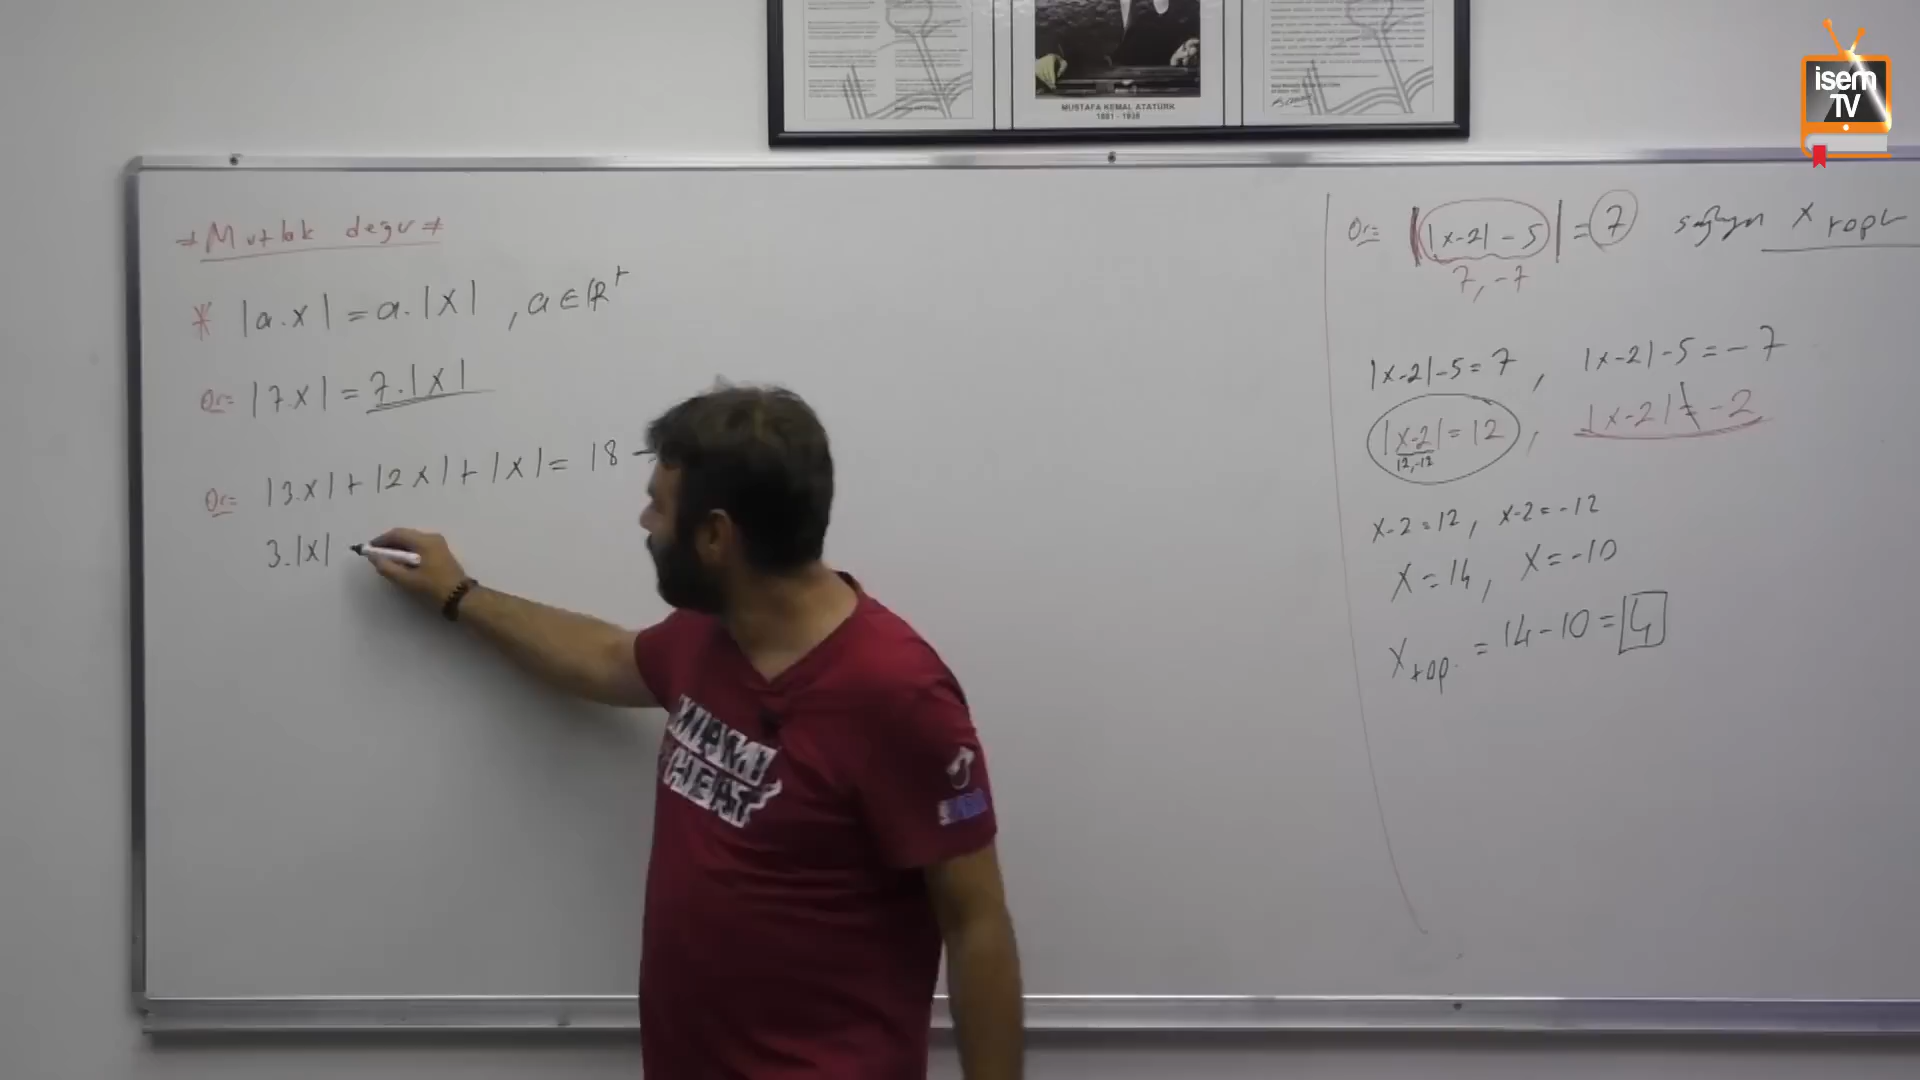 MUSTAFA KEMAL ATATÜRK
1881 - 1938
isem
TV
⇒ Mutlak değer ⇒
* |a.x| = a.|x| , a ∈ R⁺
Ör= |7.x| = 7.|x|
Ör= |3.x| + |2x| + |x| = 18
3.|x|
Ör= ||x-2| - 5| = 7 sağlayan x topl
7, -7
|x-2| - 5 = 7 , |x-2| - 5 = -7
|x-2| = 12 , |x-2| ≠ -2
12, -12
x-2 = 12 , x-2 = -12
x = 14 , x = -10
x top. = 14 - 10 = 4
MIAMI
HEAT